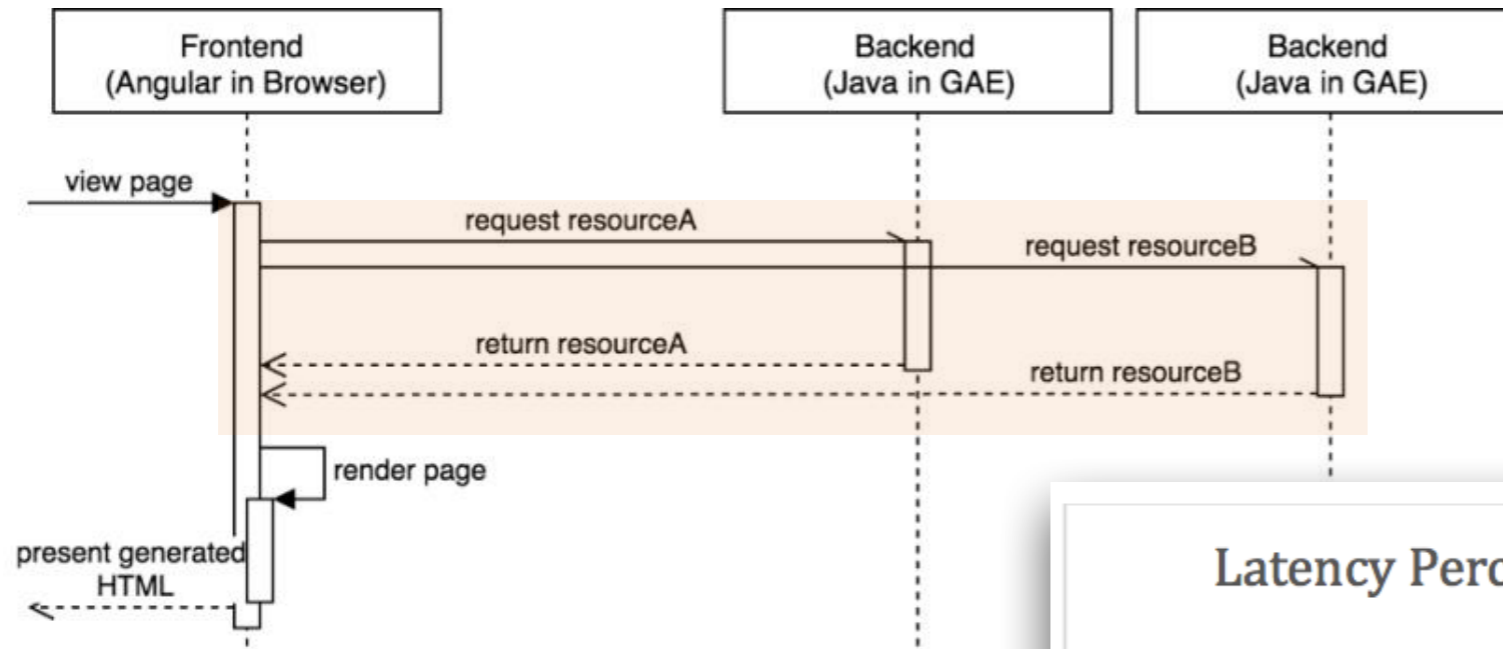 Frontend
(Angular in Browser)
Backend
(Java in GAE)
Backend
(Java in GAE)
view page
request resourceA
request resourceB
return resourceA
return resourceB
render page
present generated
HTML
Latency